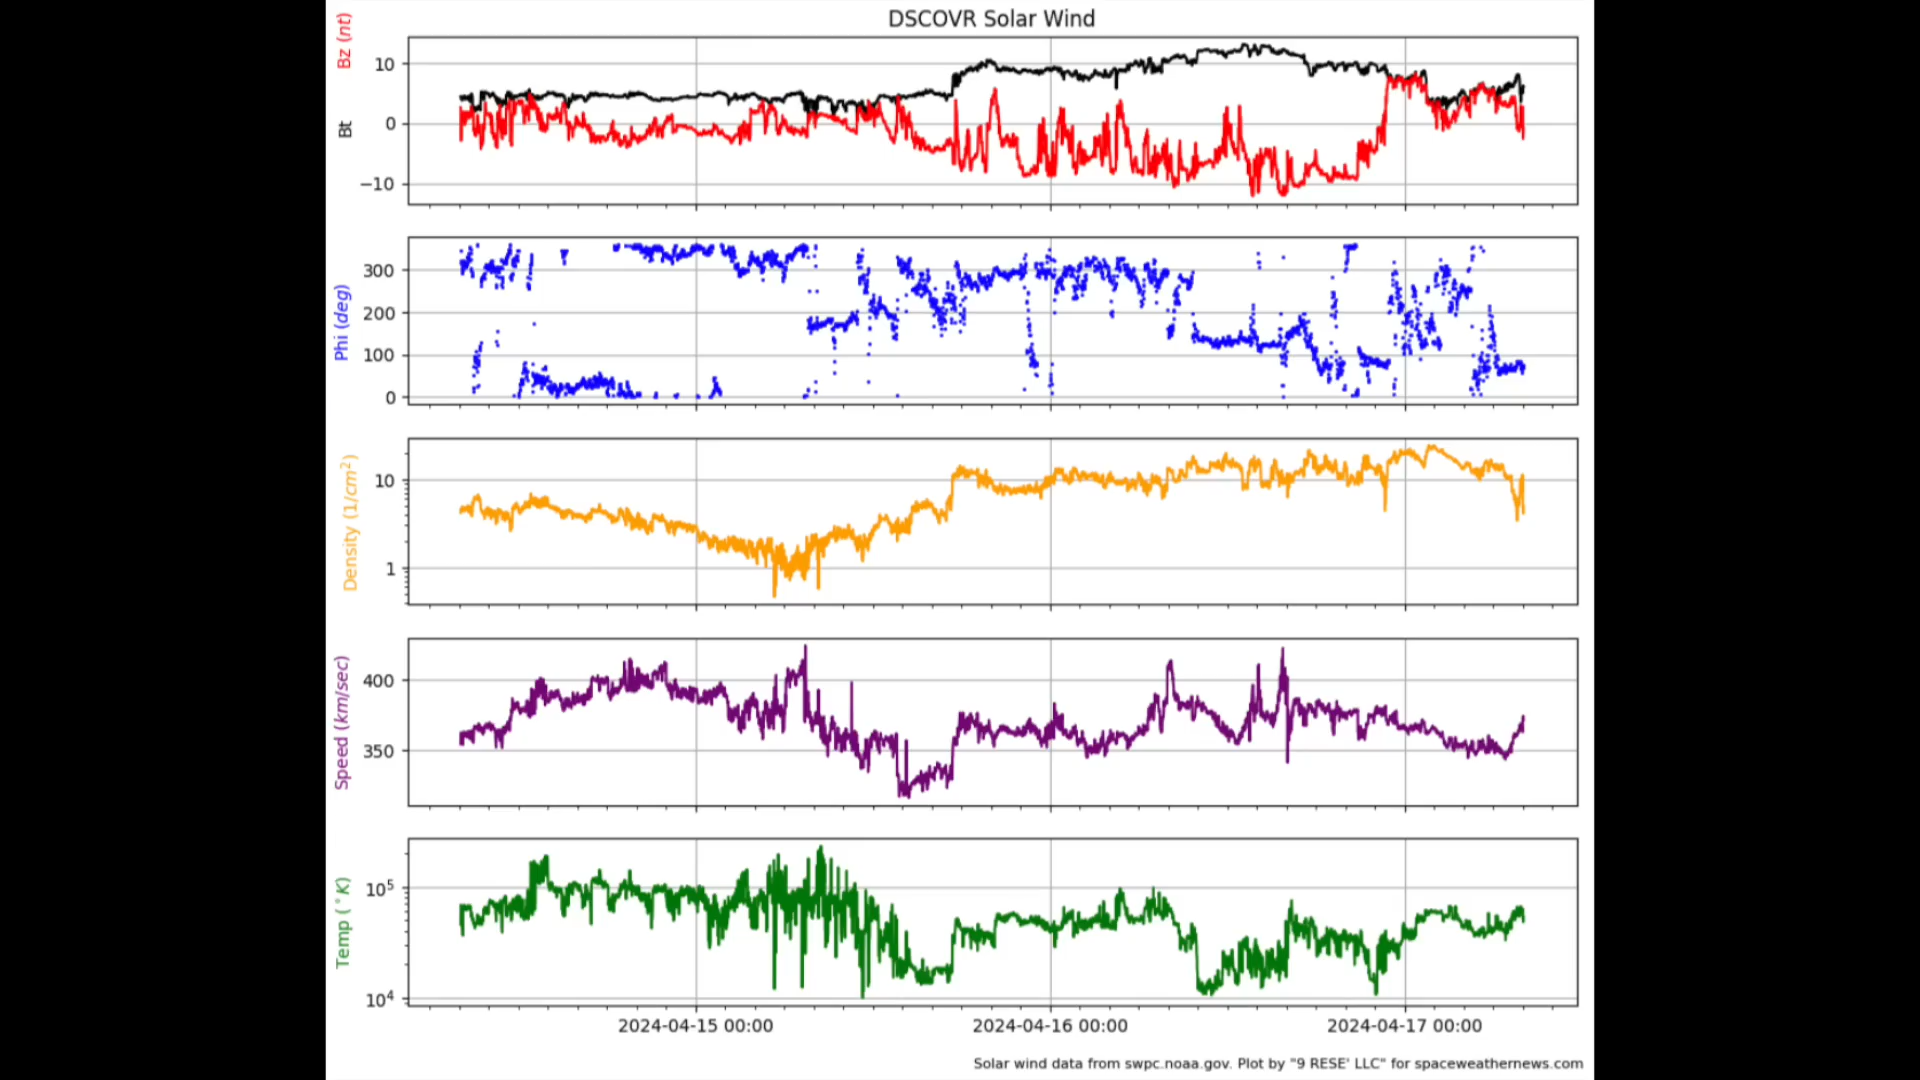 DSCOVR Solar Wind
Bt Bz (nt)
10
0
−10
Phi (deg)
300
200
100
0
Density (1/cm²)
10
1
Speed (km/sec)
400
350
Temp (°K)
10⁵
10⁴
2024-04-15 00:00 2024-04-16 00:00 2024-04-17 00:00
Solar wind data from swpc.noaa.gov. Plot by "9 RESE' LLC" for spaceweathernews.com